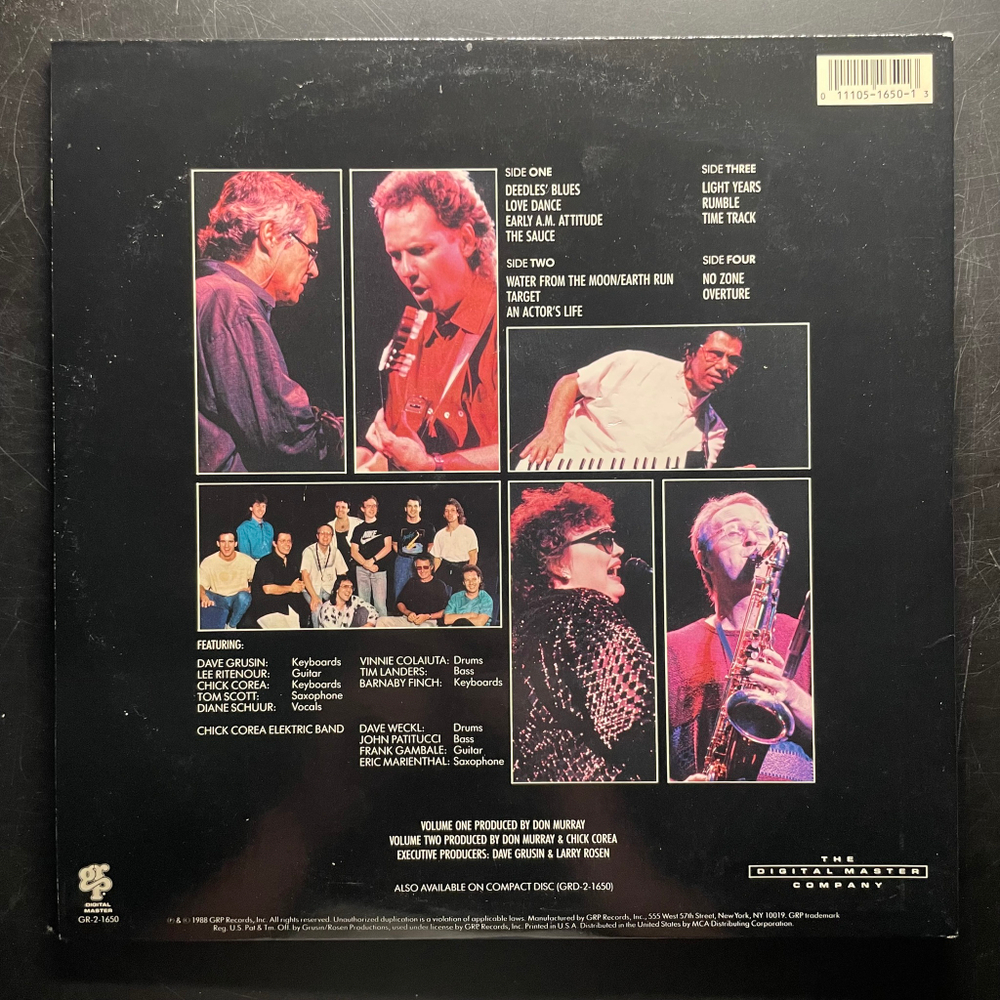 0 11105-1650-1 3
SIDE ONE
DEEDLES' BLUES
LOVE DANCE
EARLY A.M. ATTITUDE
THE SAUCE
SIDE TWO
WATER FROM THE MOON/EARTH RUN
TARGET
AN ACTOR'S LIFE
SIDE THREE
LIGHT YEARS
RUMBLE
TIME TRACK
SIDE FOUR
NO ZONE
OVERTURE
NIKE
FEATURING:
DAVE GRUSIN: Keyboards
LEE RITENOUR: Guitar
CHICK COREA: Keyboards
TOM SCOTT: Saxophone
DIANE SCHUUR: Vocals
VINNIE COLAIUTA: Drums
TIM LANDERS: Bass
BARNABY FINCH: Keyboards
CHICK COREA ELEKTRIC BAND
DAVE WECKL: Drums
JOHN PATITUCCI Bass
FRANK GAMBALE: Guitar
ERIC MARIENTHAL: Saxophone
VOLUME ONE PRODUCED BY DON MURRAY
VOLUME TWO PRODUCED BY DON MURRAY & CHICK COREA
EXECUTIVE PRODUCERS: DAVE GRUSIN & LARRY ROSEN
ALSO AVAILABLE ON COMPACT DISC (GRD-2-1650)
grp
DIGITAL
MASTER
GR-2-1650
THE
DIGITAL MASTER
COMPANY
℗ & © 1988 GRP Records, Inc. All rights reserved. Unauthorized duplication is a violation of applicable laws. Manufactured by GRP Records, Inc., 555 West 57th Street, New York, NY 10019. GRP trademark
Reg. U.S. Pat & Tm. Off. by Grusin/Rosen Productions, used under license by GRP Records, Inc. Printed in U.S.A. Distributed in the United States by MCA Distributing Corporation.